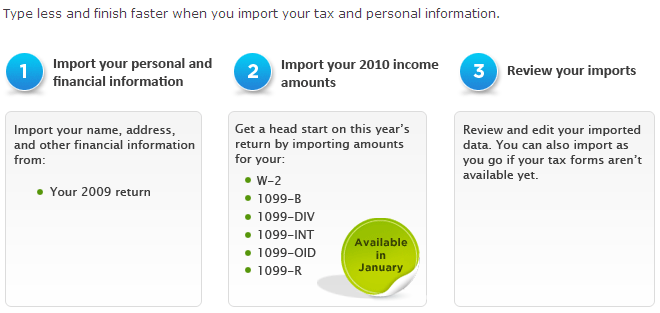 Type less and finish faster when you import your tax and personal information.
1
Import your personal and
financial information
Import your name, address,
and other financial information
from:
Your 2009 return
2
Import your 2010 income
amounts
Get a head start on this year's
return by importing amounts
for your:
W-2
1099-B
1099-DIV
1099-INT
1099-OID
1099-R
Available
in
January
3
Review your imports
Review and edit your imported
data. You can also import as
you go if your tax forms aren't
available yet.